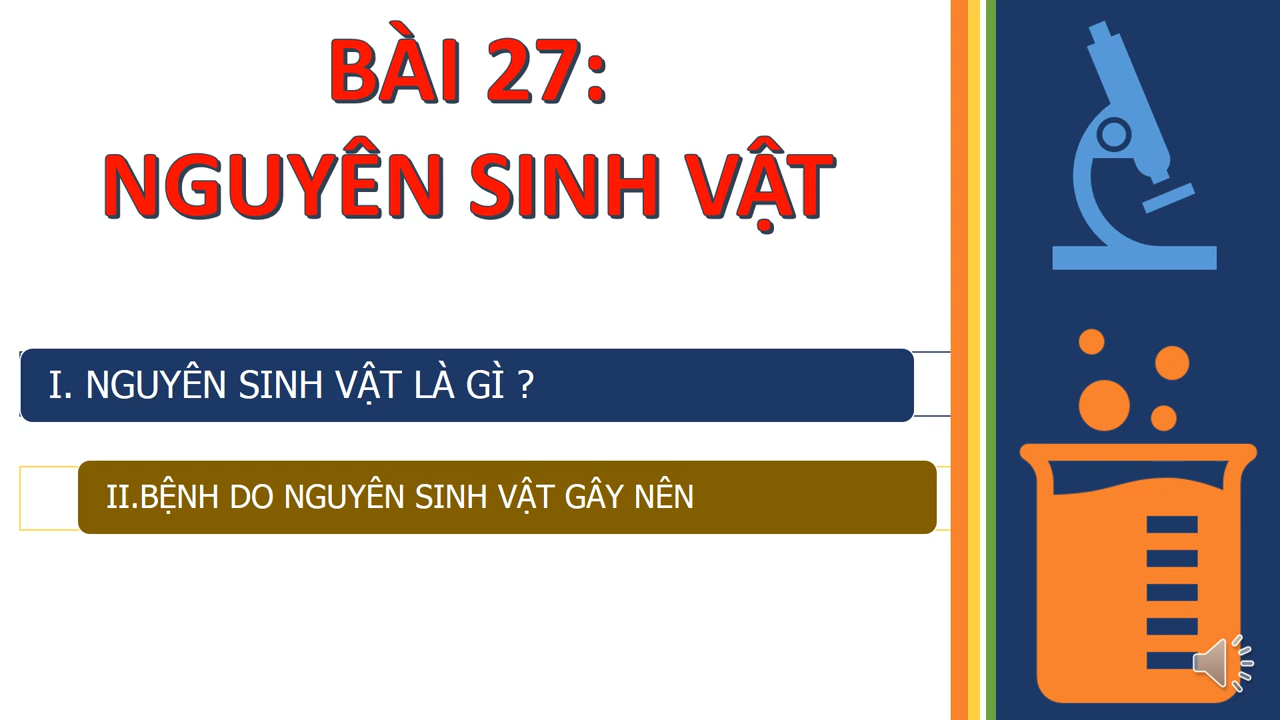 BÀI 27:
NGUYÊN SINH VẬT
I. NGUYÊN SINH VẬT LÀ GÌ ?
II.BỆNH DO NGUYÊN SINH VẬT GÂY NÊN